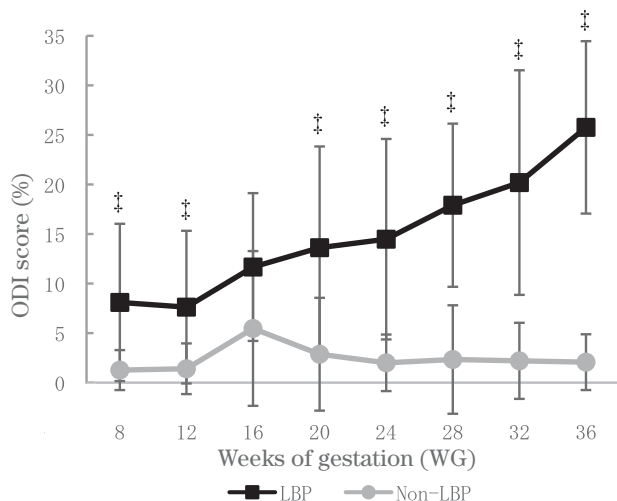 35
30
25
20
15
10
5
0
ODI score (%)
‡ ‡ ‡ ‡ ‡ ‡ ‡
8 12 16 20 24 28 32 36
Weeks of gestation (WG)
LBP Non-LBP